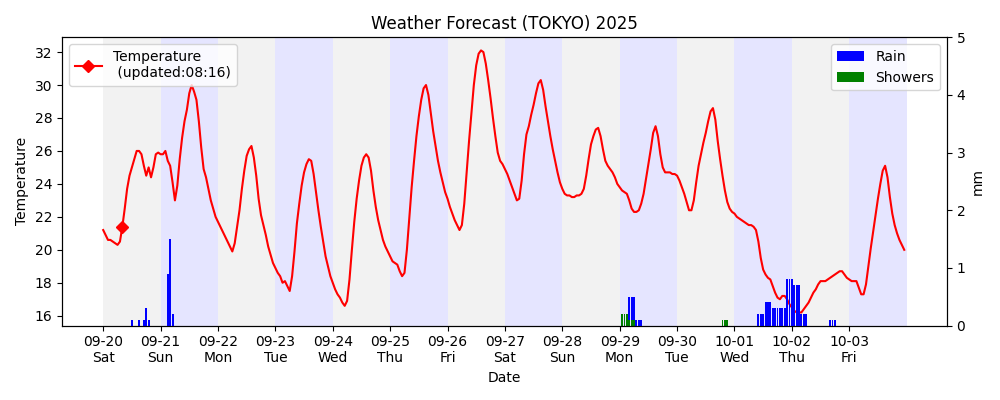 Weather Forecast (TOKYO) 2025
Temperature
(updated:08:16)
Rain
Showers
Temperature
32
30
28
26
24
22
20
18
16
5
4
3
2
1
0
mm
09-20 09-21 09-22 09-23 09-24 09-25 09-26 09-27 09-28 09-29 09-30 10-01 10-02 10-03
Sat Sun Mon Tue Wed Thu Fri Sat Sun Mon Tue Wed Thu Fri
Date